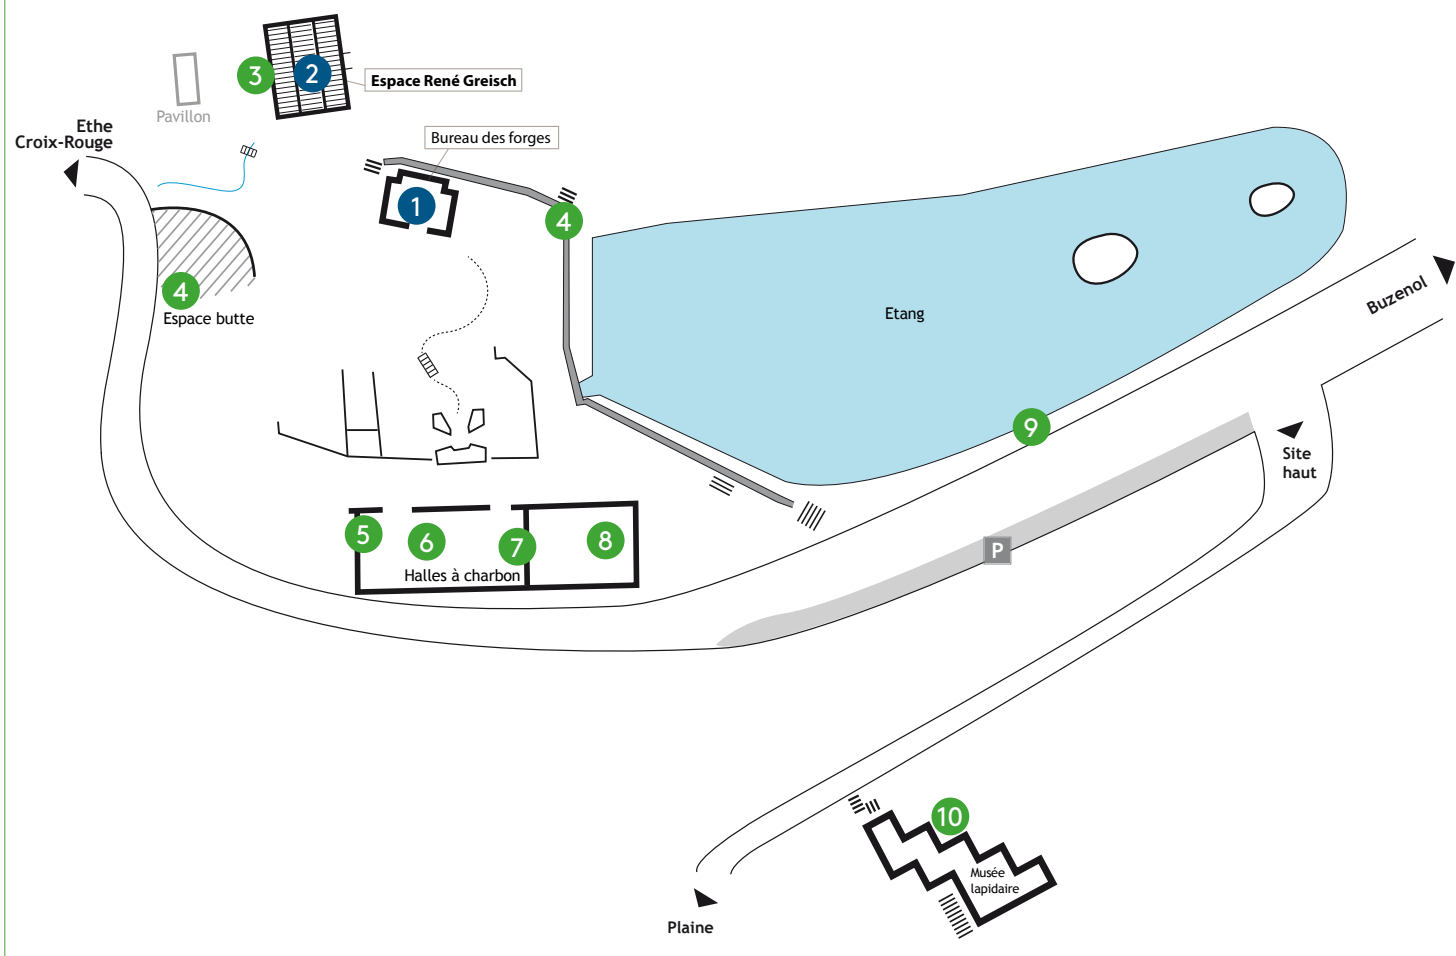 3
2
Espace René Greisch
Pavillon
Ethe
Croix-Rouge
Bureau des forges
1
4
4
Espace butte
Etang
Buzenol
9
Site
haut
5
6
7
8
Halles à charbon
P
10
Musée
lapidaire
Plaine